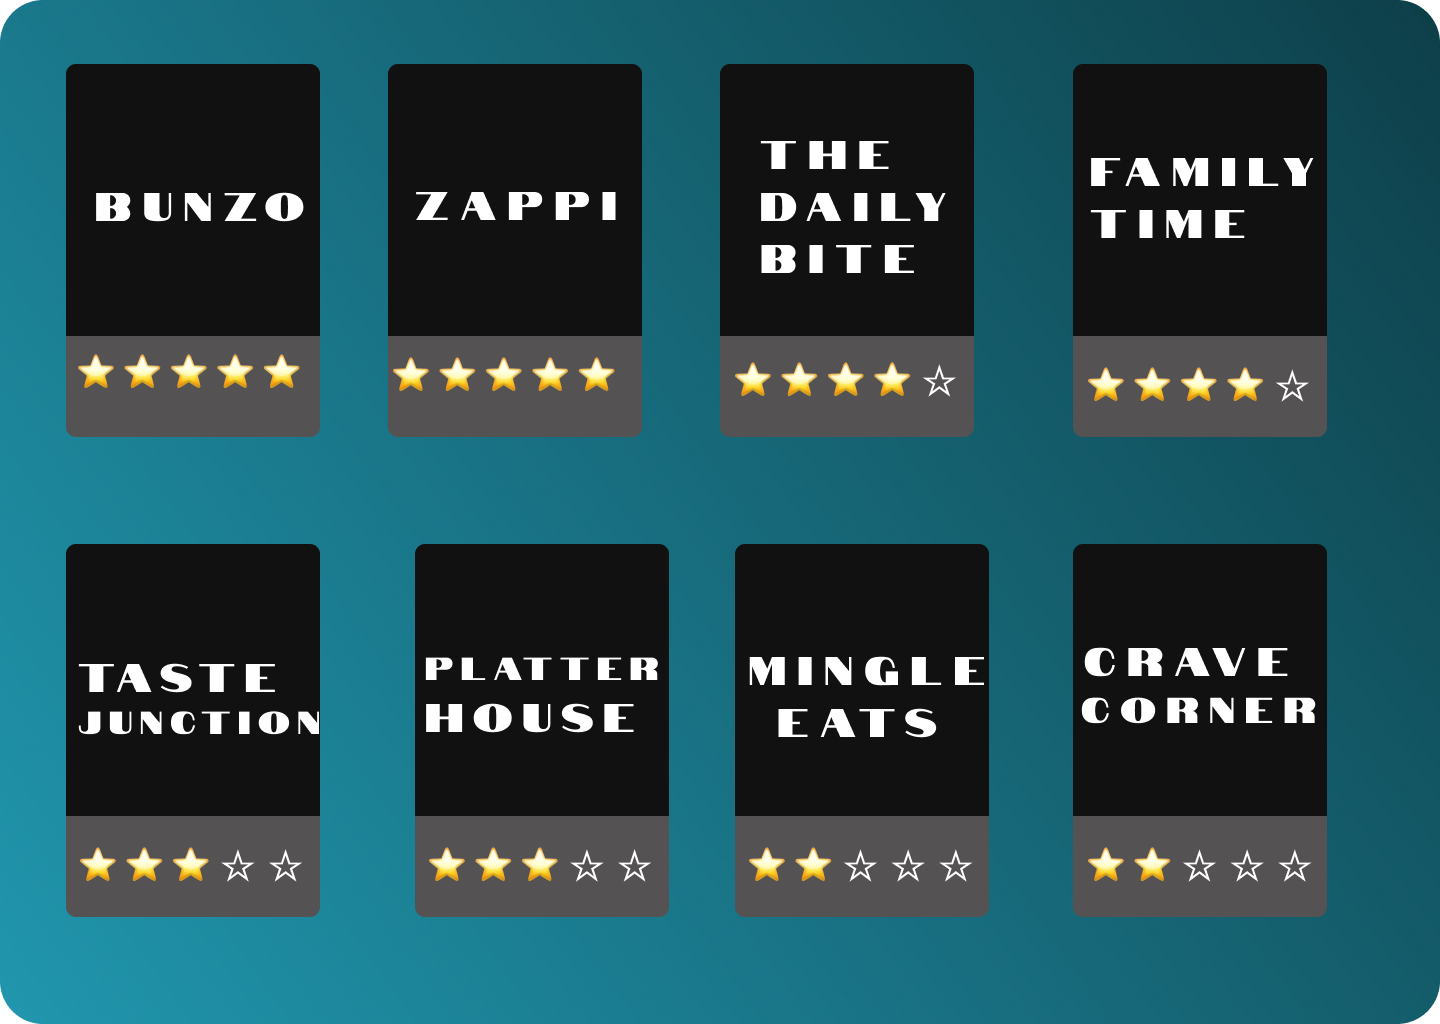 BUNZO
ZAPPI
THE
DAILY
BITE
FAMILY
TIME
TASTE
JUNCTION
PLATTER
HOUSE
MINGLE
EATS
CRAVE
CORNER